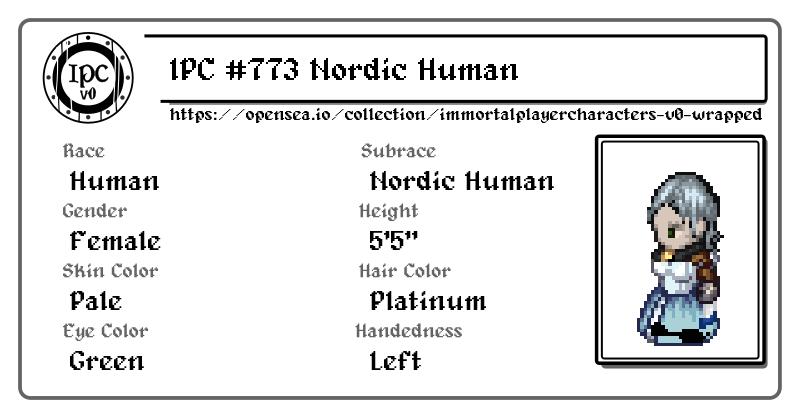 IPC
v0
IPC #773 Nordic Human
https://opensea.io/collection/immortalplayercharacters-v0-wrapped
Race
Subrace
Human
Nordic Human
Gender
Height
Female
5'5"
Skin Color
Hair Color
Pale
Platinum
Eye Color
Handedness
Green
Left